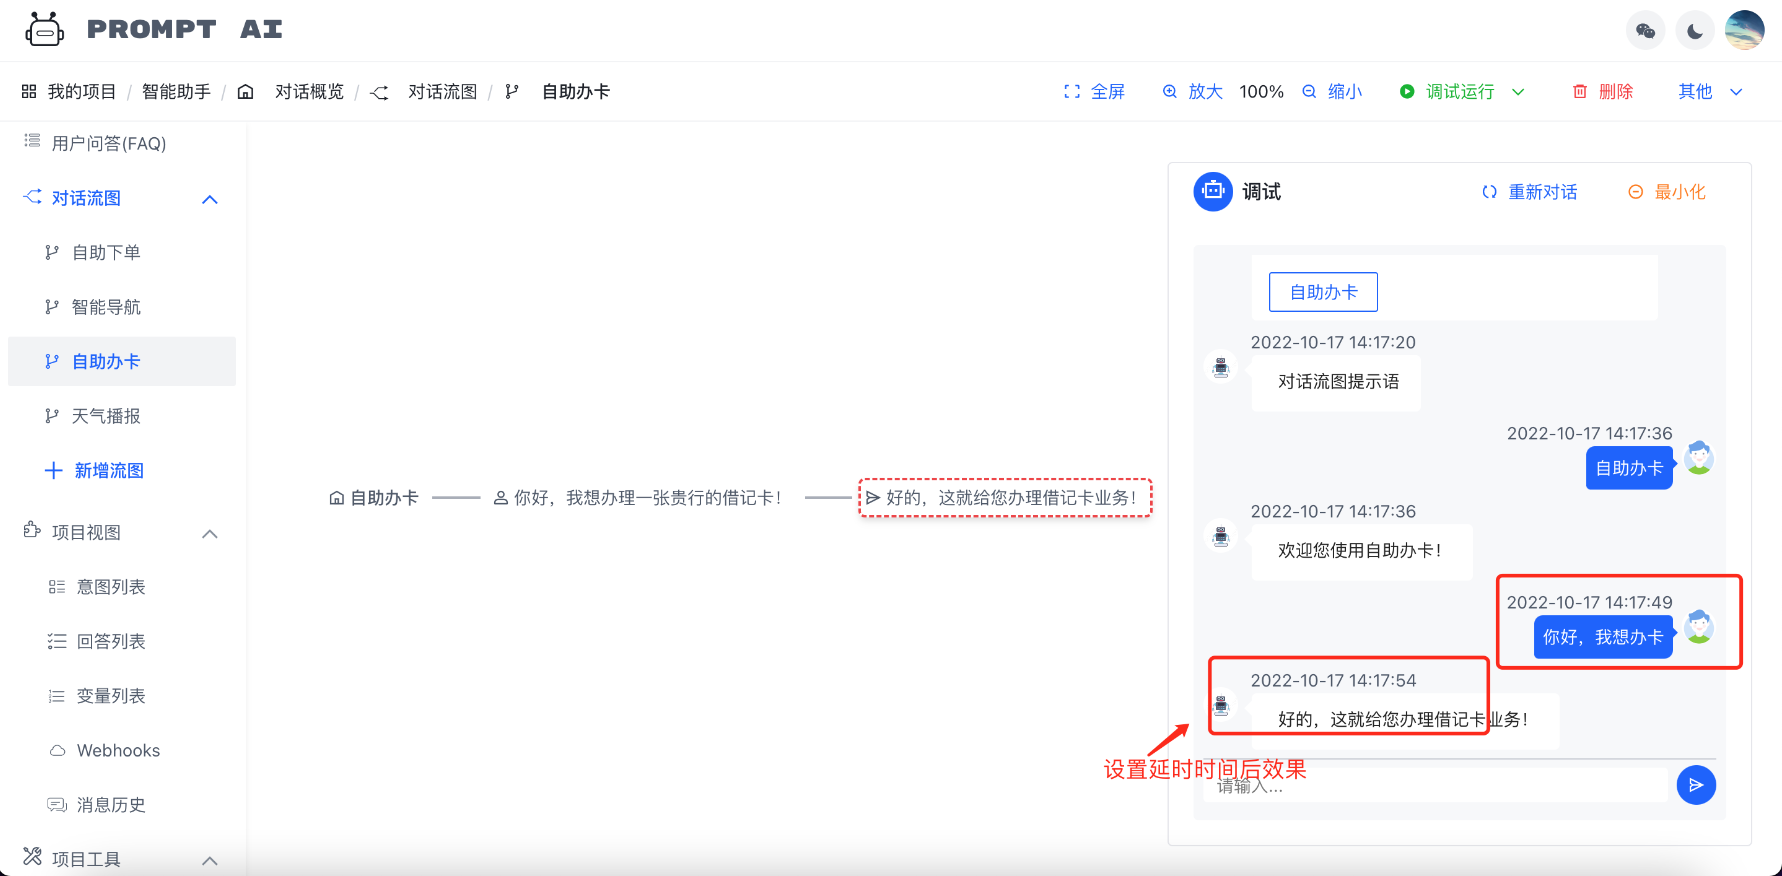 PROMPT AI
我的项目 / 智能助手 / 对话概览 / 对话流图 / 自助办卡
全屏 放大 100% 缩小 调试运行 删除 其他
用户问答(FAQ)
对话流图
自助下单
智能导航
自助办卡
天气播报
新增流图
项目视图
意图列表
回答列表
变量列表
Webhooks
消息历史
项目工具
自助办卡
你好，我想办理一张贵行的借记卡！
好的，这就给您办理借记卡业务！
调试
重新对话
最小化
自助办卡
2022-10-17 14:17:20
对话流图提示语
2022-10-17 14:17:36
自助办卡
2022-10-17 14:17:36
欢迎您使用自助办卡！
2022-10-17 14:17:49
你好，我想办卡
2022-10-17 14:17:54
好的，这就给您办理借记卡业务！
设置延时时间后效果
请输入...